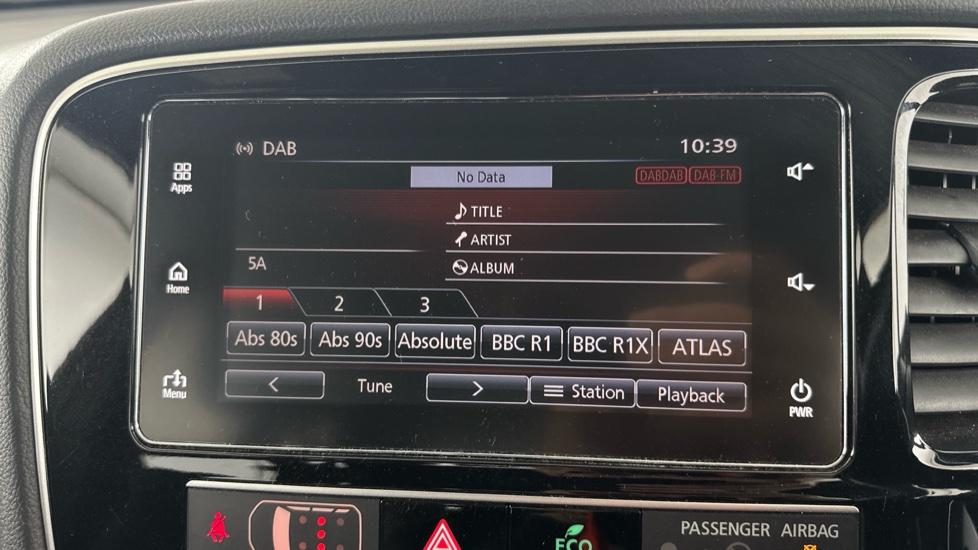 DAB 10:39
No Data DABDAB DAB-FM
Apps
TITLE
ARTIST
5A ALBUM
Home
1 2 3
Abs 80s Abs 90s Absolute BBC R1 BBC R1X ATLAS
Menu < Tune > Station Playback
PWR
PASSENGER AIRBAG
ECO